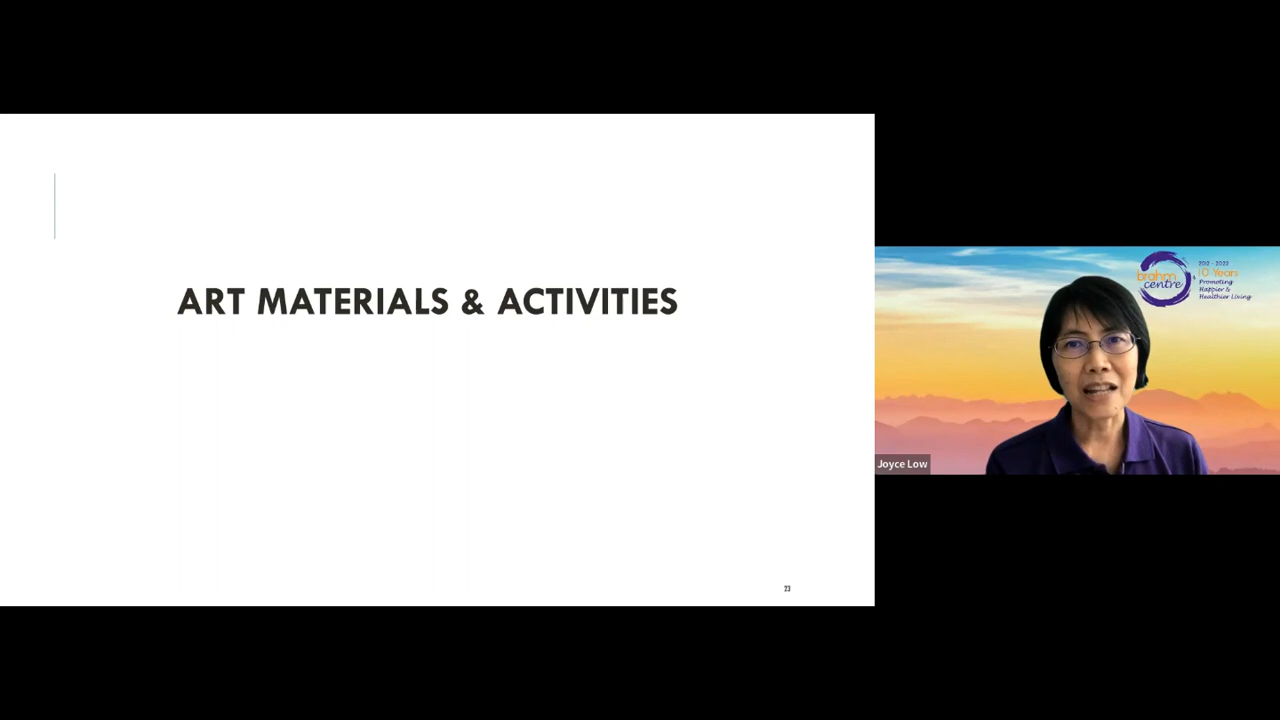 ART MATERIALS & ACTIVITIES
23
brahm
centre
2012 - 2022
10 Years
Promoting
Happier &
Healthier Living
Joyce Low